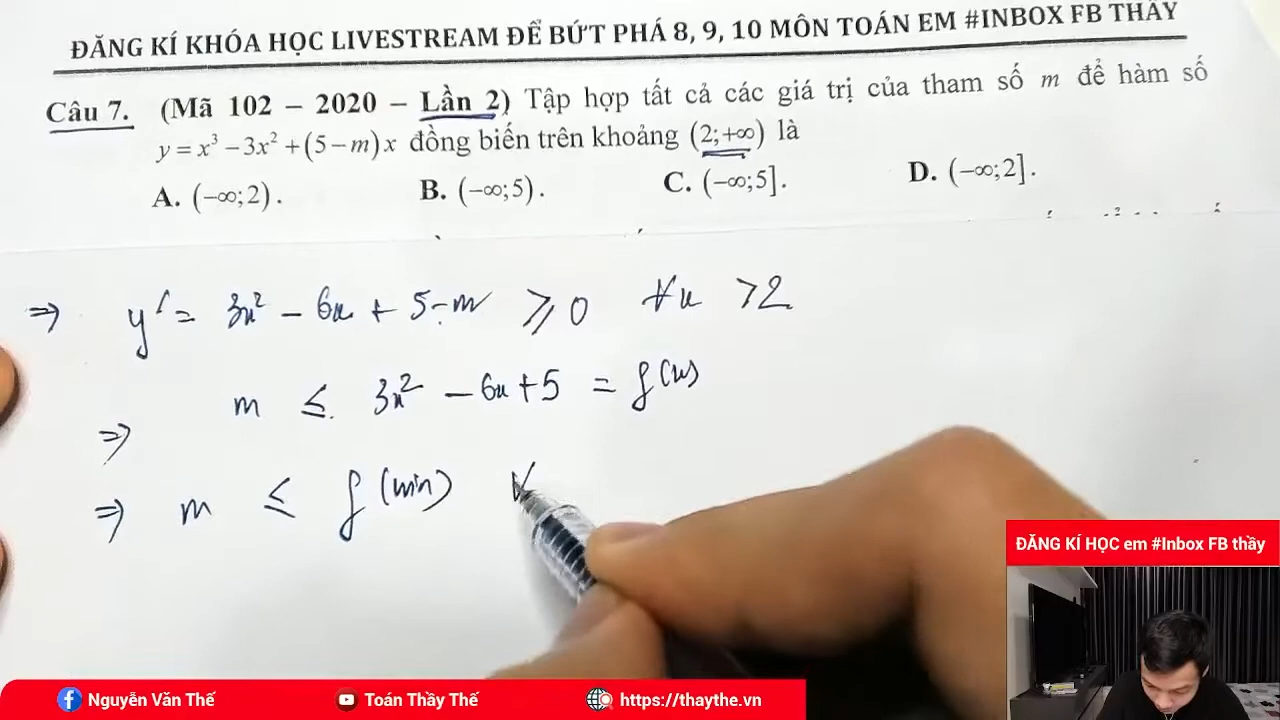 ĐĂNG KÍ KHÓA HỌC LIVESTREAM ĐỂ BỨT PHÁ 8, 9, 10 MÔN TOÁN EM #INBOX FB THẦY
Câu 7. (Mã 102 – 2020 – Lần 2) Tập hợp tất cả các giá trị của tham số m để hàm số
y = x³ – 3x² + (5 – m)x đồng biến trên khoảng (2;+∞) là
A. (–∞;2). B. (–∞;5). C. (–∞;5]. D. (–∞;2].
⇒ y' = 3x² – 6x + 5 – m ⩾ 0 ∀x > 2
⇒ m ≤ 3x² – 6x + 5 = f(x)
⇒ m ≤ f(min)
ĐĂNG KÍ HỌC em #Inbox FB thầy
Nguyễn Văn Thế
Toán Thầy Thế
https://thaythe.vn